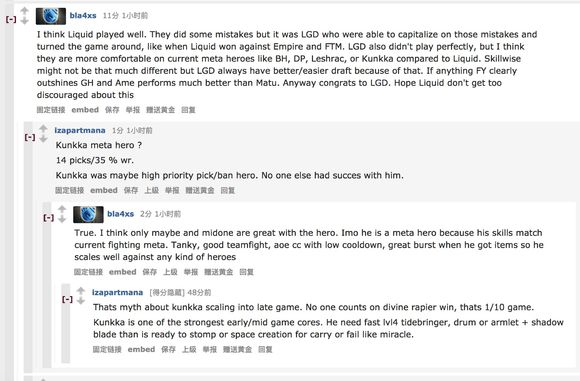 [-] bla4xs 11分 1小时前
I think Liquid played well. They did some mistakes but it was LGD who were able to capitalize on those mistakes and
turned the game around, like when Liquid won against Empire and FTM. LGD also didn't play perfectly, but I think
they are more comfortable on current meta heroes like BH, DP, Leshrac, or Kunkka compared to Liquid. Skillwise
might not be that much different but LGD always have better/easier draft because of that. If anything FY clearly
outshines GH and Ame performs much better than Matu. Anyway congrats to LGD. Hope Liquid don't get too
discouraged about this
固定链接 embed 保存 举报 赠送黄金 回复
[-] izapartmana 1分 1小时前
Kunkka meta hero ?
14 picks/35 % wr.
Kunkka was maybe high priority pick/ban hero. No one else had succes with him.
固定链接 embed 保存 上级 举报 赠送黄金 回复
[-] bla4xs 2分 1小时前
True. I think only maybe and midone are great with the hero. Imo he is a meta hero because his skills match
current fighting meta. Tanky, good teamfight, aoe cc with low cooldown, great burst when he got items so he
scales well against any kind of heroes
固定链接 embed 保存 上级 举报 赠送黄金 回复
[-] izapartmana [得分隐藏] 48分前
Thats myth about kunkka scaling into late game. No one counts on divine rapier win, thats 1/10 game.
Kunkka is one of the strongest early/mid game cores. He need fast lvl4 tidebringer, drum or armlet + shadow
blade than is ready to stomp or space creation for carry or fail like miracle.
固定链接 embed 保存 上级 举报 赠送黄金 回复